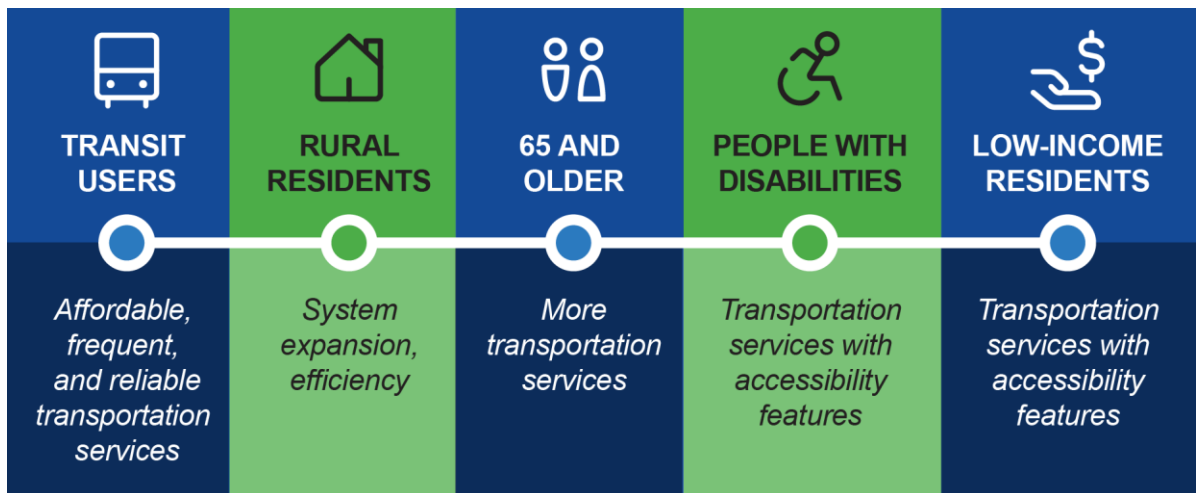 TRANSIT
USERS
Affordable,
frequent,
and reliable
transportation
services
RURAL
RESIDENTS
System
expansion,
efficiency
65 AND
OLDER
More
transportation
services
PEOPLE WITH
DISABILITIES
Transportation
services with
accessibility
features
$
LOW-INCOME
RESIDENTS
Transportation
services with
accessibility
features